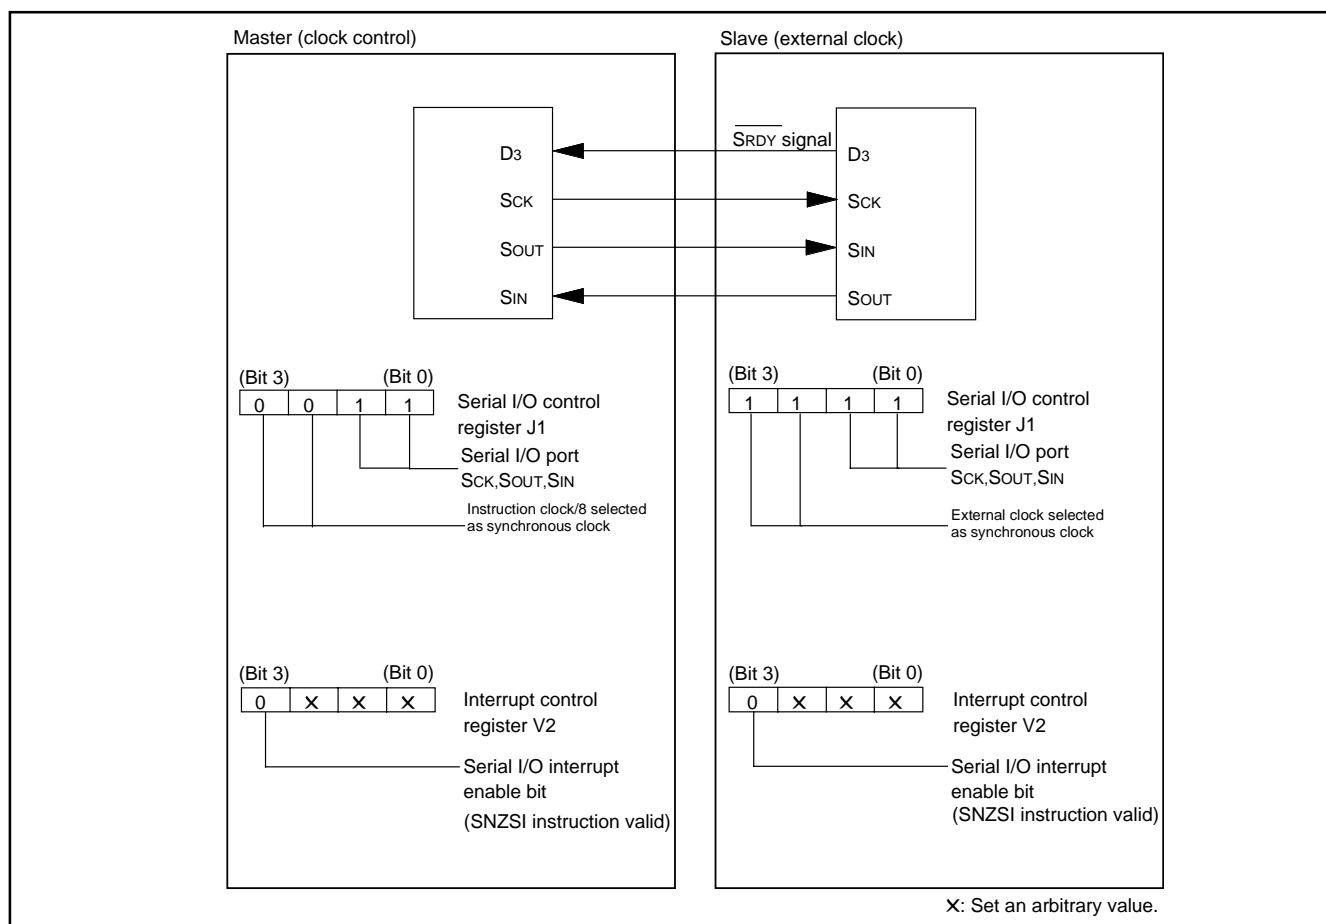 Master (clock control)
D3
SCK
SOUT
SIN
(Bit 3) (Bit 0)
0 0 1 1
Serial I/O control
register J1
Serial I/O port
SCK,SOUT,SIN
Instruction clock/8 selected
as synchronous clock
(Bit 3) (Bit 0)
0 × × ×
Interrupt control
register V2
Serial I/O interrupt
enable bit
(SNZSI instruction valid)
Slave (external clock)
SRDY signal
D3
SCK
SIN
SOUT
(Bit 3) (Bit 0)
1 1 1 1
Serial I/O control
register J1
Serial I/O port
SCK,SOUT,SIN
External clock selected
as synchronous clock
(Bit 3) (Bit 0)
0 × × ×
Interrupt control
register V2
Serial I/O interrupt
enable bit
(SNZSI instruction valid)
×: Set an arbitrary value.